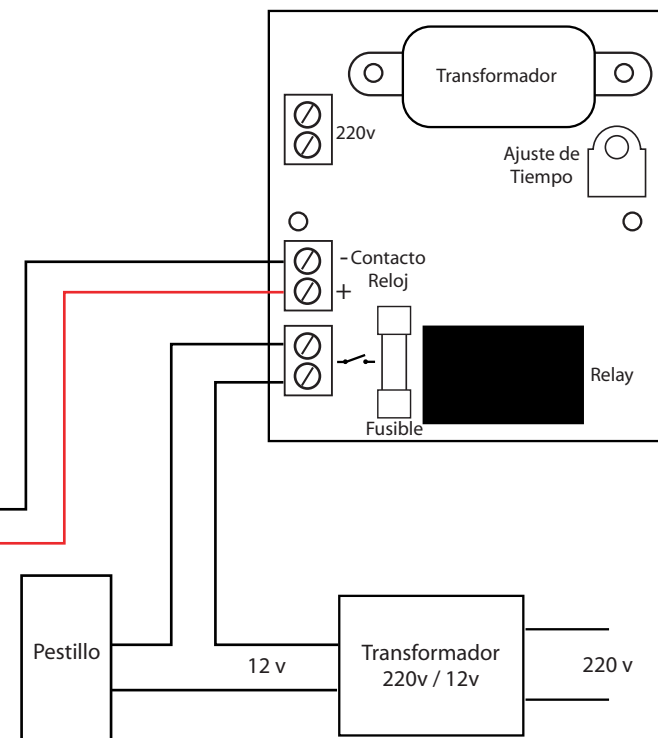 Transformador
220v
Ajuste de
Tiempo
- Contacto
Reloj
+
Relay
Fusible
Pestillo
12 v
Transformador
220v / 12v
220 v